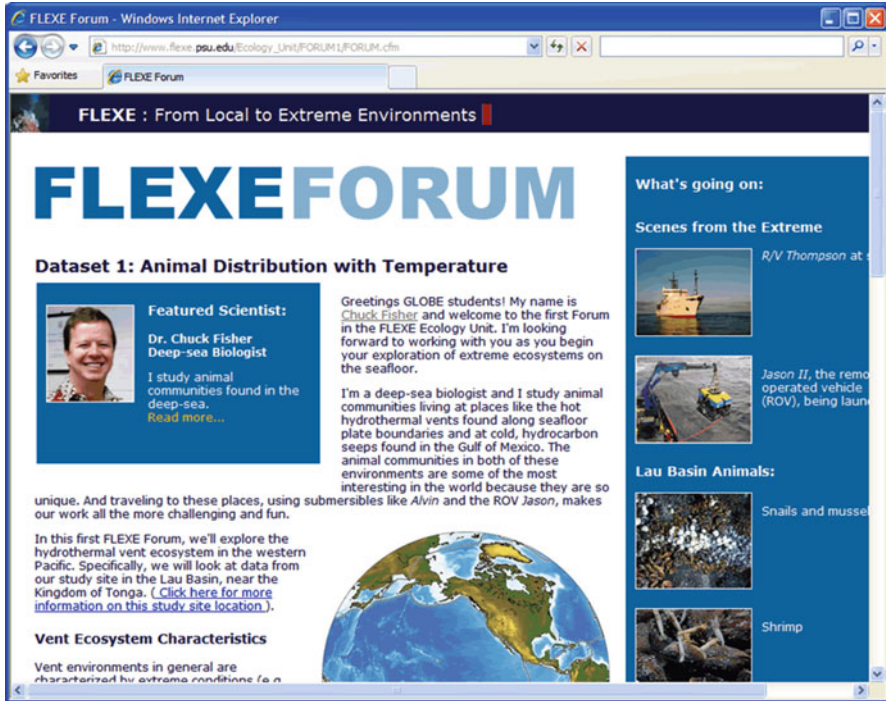 FLEXE Forum - Windows Internet Explorer
http://www.flexe.psu.edu/Ecology_Unit/FORUM1/FORUM.cfm
Favorites
FLEXE Forum
FLEXE : From Local to Extreme Environments
FLEXEFORUM
Dataset 1: Animal Distribution with Temperature
Featured Scientist:
Dr. Chuck Fisher
Deep-sea Biologist
I study animal
communities found in the
deep-sea.
Read more...
Greetings GLOBE students! My name is
Chuck Fisher and welcome to the first Forum
in the FLEXE Ecology Unit. I'm looking
forward to working with you as you begin
your exploration of extreme ecosystems on
the seafloor.
I'm a deep-sea biologist and I study animal
communities living at places like the hot
hydrothermal vents found along seafloor
plate boundaries and at cold, hydrocarbon
seeps found in the Gulf of Mexico. The
animal communities in both of these
environments are some of the most
interesting in the world because they are so
unique. And traveling to these places, using submersibles like Alvin and the ROV Jason, makes
our work all the more challenging and fun.
In this first FLEXE Forum, we'll explore the
hydrothermal vent ecosystem in the western
Pacific. Specifically, we will look at data from
our study site in the Lau Basin, near the
Kingdom of Tonga. ( Click here for more
information on this study site location ).
Vent Ecosystem Characteristics
Vent environments in general are
characterized by extreme conditions (e.g.
What's going on:
Scenes from the Extreme
R/V Thompson at s
Jason II, the remo
operated vehicle
(ROV), being laun
Lau Basin Animals:
Snails and mussel
Shrimp